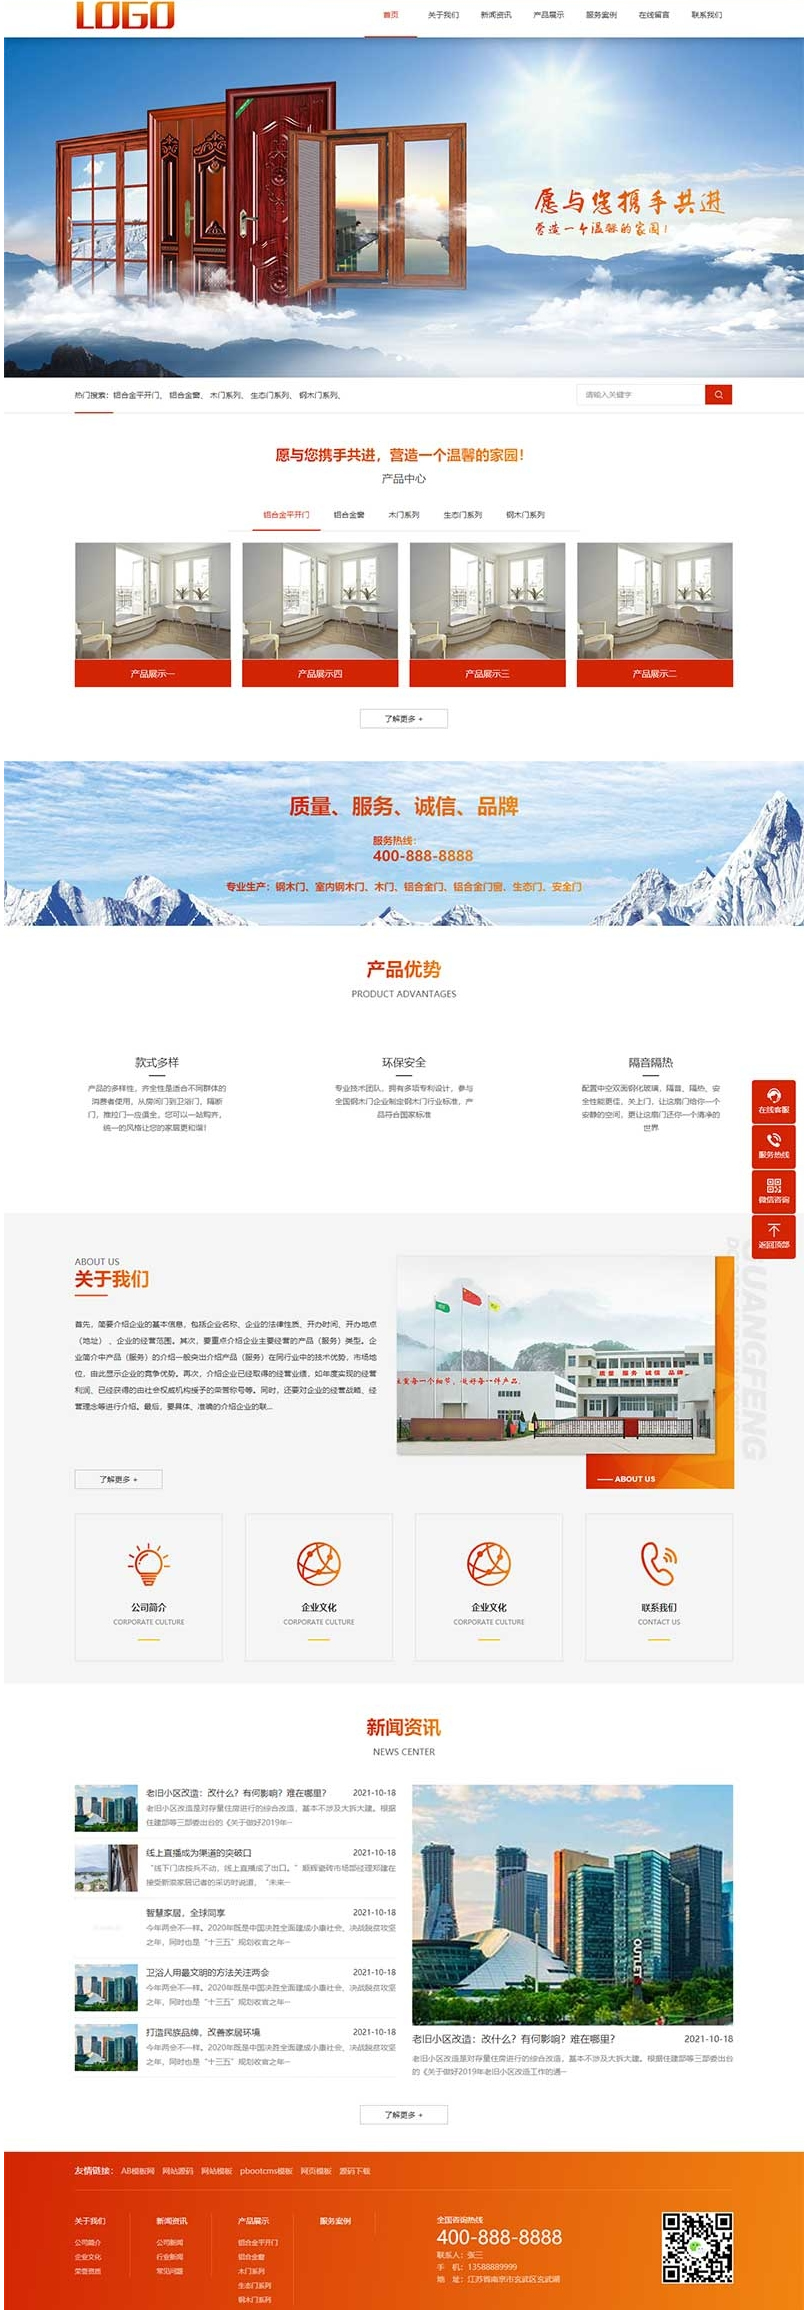 LOGO
首页 关于我们 新闻资讯 产品展示 服务案例 在线留言 联系我们
愿与您携手共进
营造一个温馨的家园！
热门搜索：铝合金平开门、 铝合金窗、 木门系列、 生态门系列、 钢木门系列、
请输入关键字
愿与您携手共进，营造一个温馨的家园！
产品中心
铝合金平开门 铝合金窗 木门系列 生态门系列 钢木门系列
产品展示一 产品展示四 产品展示三 产品展示二
了解更多 +
质量、服务、诚信、品牌
服务热线：
400-888-8888
专业生产：钢木门、室内钢木门、木门、铝合金门、铝合金门窗、生态门、安全门
产品优势
PRODUCT ADVANTAGES
款式多样
产品的多样性，齐全性是适合不同群体的
消费者使用，从房间门到卫浴门，隔断
门，推拉门一应俱全，您可以一站购齐，
统一的风格让您的家居更和谐！
环保安全
专业技术团队，拥有多项专利设计，参与
全国钢木门企业制定钢木门行业标准，产
品符合国家标准
隔音隔热
配置中空双面钢化玻璃，隔音、隔热、安
全性能更佳，关上门，让这扇门给你一个
安静的空间，更让这扇门还你一个清净的
世界
在线客服
服务热线
微信咨询
返回顶部
ABOUT US
关于我们
首先，简要介绍企业的基本信息，包括企业名称、企业的法律性质、开办时间、开办地点
（地址）、企业的经营范围。其次，要重点介绍企业主要经营的产品（服务）类型。企
业简介中产品（服务）的介绍一般突出介绍产品（服务）在同行业中的技术优势，市场地
位，由此显示企业的竞争优势。再次，介绍企业已经取得的经营业绩，如年度实现的经营
利润、已经获得的由社会权威机构授予的荣誉称号等。同时，还要对企业的经营战略、经
营理念等进行介绍。最后，要具体、准确的介绍企业的联...
了解更多 +
注重每一个细节，做好每一件产品。
质量 服务 诚信 品牌
UANGFENG
ABOUT US
公司简介
CORPORATE CULTURE
企业文化
CORPORATE CULTURE
企业文化
CORPORATE CULTURE
联系我们
CONTACT US
新闻资讯
NEWS CENTER
老旧小区改造：改什么？有何影响？难在哪里？ 2021-10-18
老旧小区改造是对存量住房进行的综合改造，基本不涉及大拆大建。根据
住建部等三部委出台的《关于做好2019年···
线上直播成为渠道的突破口 2021-10-18
“线下门店按兵不动，线上直播成了出口。”顺辉瓷砖市场部经理郑建在
接受新浪家居记者的采访时说道，“未来···
智慧家居，全球同享 2021-10-18
今年两会不一样。2020年既是中国决胜全面建成小康社会、决战脱贫攻坚
之年，同时也是“十三五”规划收官之年···
卫浴人用最文明的方法关注两会 2021-10-18
今年两会不一样。2020年既是中国决胜全面建成小康社会、决战脱贫攻坚
之年，同时也是“十三五”规划收官之年···
打造民族品牌，改善家居环境 2021-10-18
今年两会不一样。2020年既是中国决胜全面建成小康社会、决战脱贫攻坚
之年，同时也是“十三五”规划收官之年···
OUTLETS
老旧小区改造：改什么？有何影响？难在哪里？ 2021-10-18
老旧小区改造是对存量住房进行的综合改造，基本不涉及大拆大建。根据住建部等三部委出台
的《关于做好2019年老旧小区改造工作的通···
了解更多 +
友情链接： AB模板网 网站源码 网站模板 pbootcms模板 网页模板 源码下载
关于我们
公司简介
企业文化
荣誉资质
新闻资讯
公司新闻
行业新闻
常见问题
产品展示
铝合金平开门
铝合金窗
木门系列
生态门系列
钢木门系列
服务案例
全国咨询热线
400-888-8888
联系人：张三
手 机：13588889999
地 址：江苏省南京市玄武区玄武湖